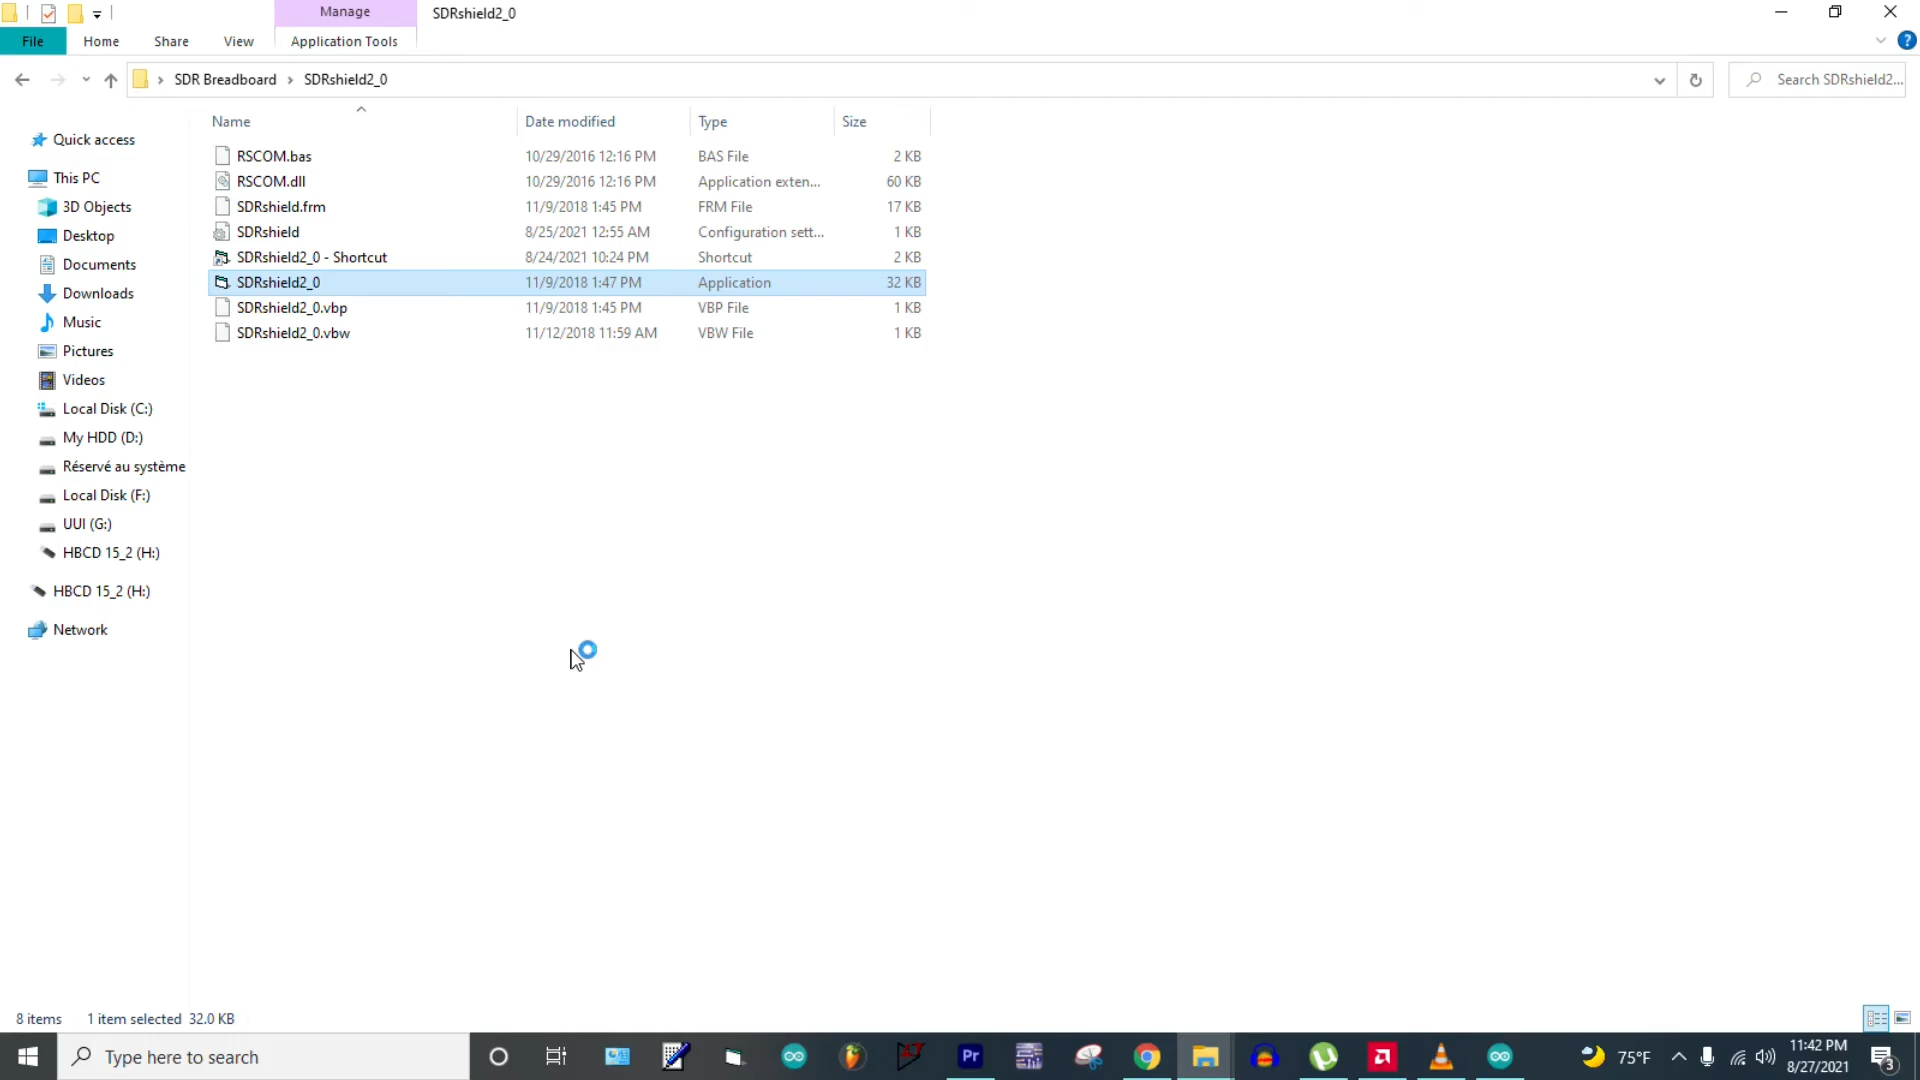 Manage
SDRshield2_0
File
Home
Share
View
Application Tools
SDR Breadboard
SDRshield2_0
Search SDRshield2...
Name
Date modified
Type
Size
RSCOM.bas 10/29/2016 12:16 PM BAS File 2 KB
RSCOM.dll 10/29/2016 12:16 PM Application exten... 60 KB
SDRshield.frm 11/9/2018 1:45 PM FRM File 17 KB
SDRshield 8/25/2021 12:55 AM Configuration sett... 1 KB
SDRshield2_0 - Shortcut 8/24/2021 10:24 PM Shortcut 2 KB
SDRshield2_0 11/9/2018 1:47 PM Application 32 KB
SDRshield2_0.vbp 11/9/2018 1:45 PM VBP File 1 KB
SDRshield2_0.vbw 11/12/2018 11:59 AM VBW File 1 KB
Quick access
This PC
3D Objects
Desktop
Documents
Downloads
Music
Pictures
Videos
Local Disk (C:)
My HDD (D:)
Réservé au système
Local Disk (F:)
UUI (G:)
HBCD 15_2 (H:)
HBCD 15_2 (H:)
Network
8 items 1 item selected 32.0 KB
Type here to search
Pr
75°F
11:42 PM
8/27/2021
3